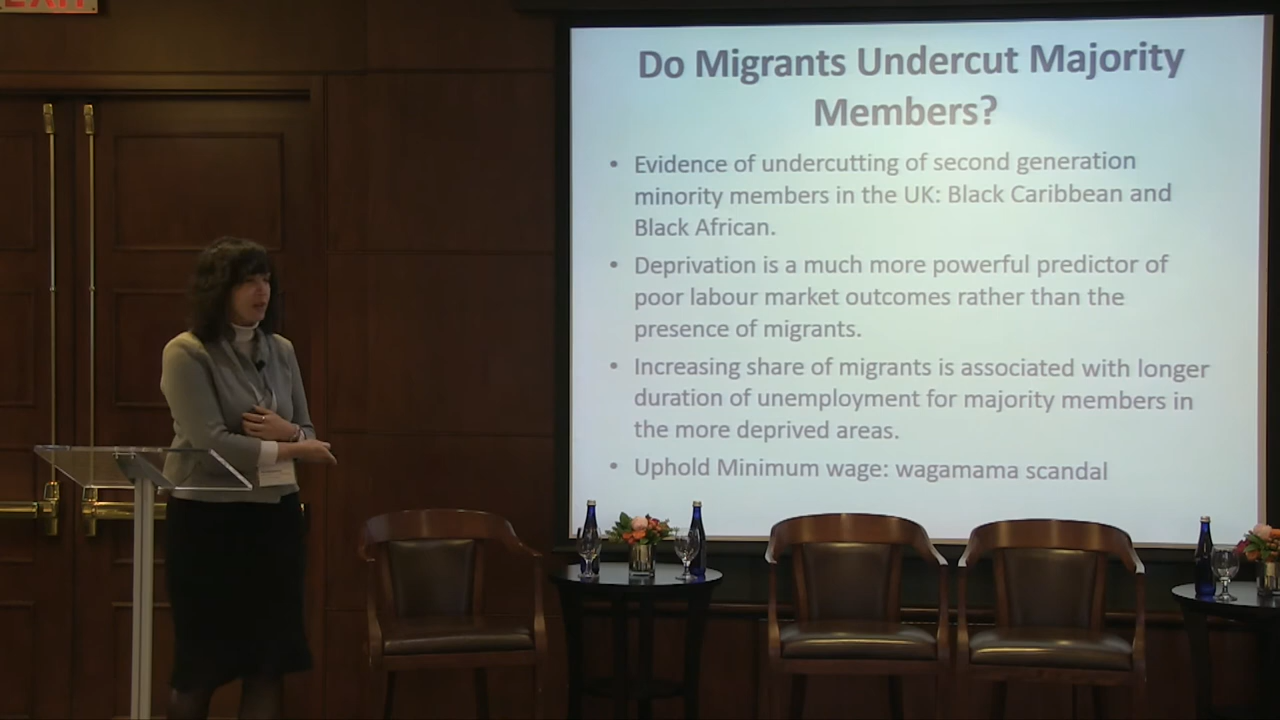 EXIT
Do Migrants Undercut Majority
Members?
• Evidence of undercutting of second generation
minority members in the UK: Black Caribbean and
Black African.
• Deprivation is a much more powerful predictor of
poor labour market outcomes rather than the
presence of migrants.
• Increasing share of migrants is associated with longer
duration of unemployment for majority members in
the more deprived areas.
• Uphold Minimum wage: wagamama scandal